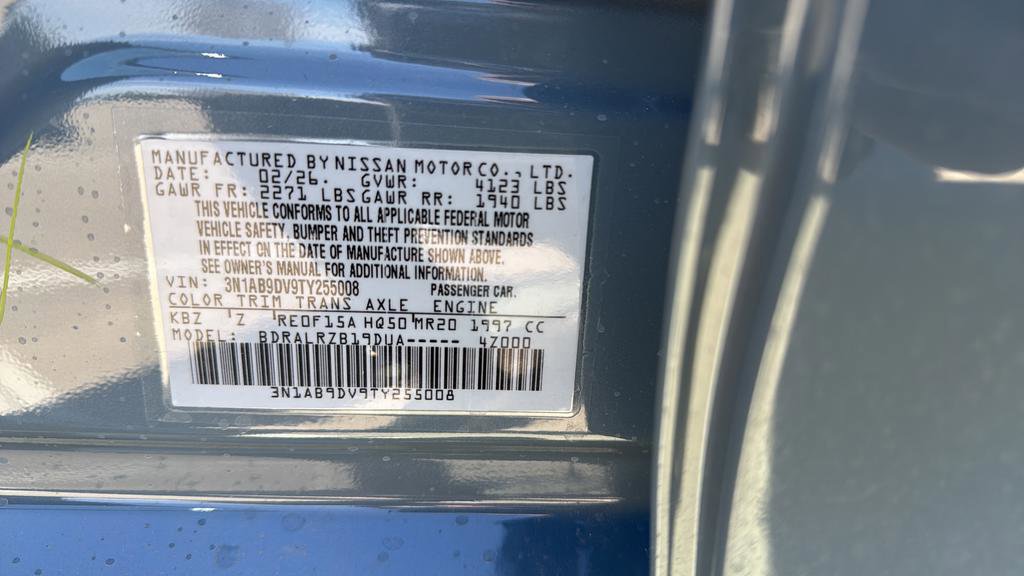 MANUFACTURED BY NISSAN MOTOR CO., LTD.
DATE: 02/26. GVWR: 4123 LBS
GAWR FR: 2271 LBS GAWR RR: 1940 LBS
THIS VEHICLE CONFORMS TO ALL APPLICABLE FEDERAL MOTOR
VEHICLE SAFETY, BUMPER AND THEFT PREVENTION STANDARDS
IN EFFECT ON THE DATE OF MANUFACTURE SHOWN ABOVE.
SEE OWNER'S MANUAL FOR ADDITIONAL INFORMATION.
VIN: 3N1AB9DV9TY255008 PASSENGER CAR.
COLOR TRIM TRANS AXLE ENGINE
KBZ Z RE0F15A HQ50 MR20 1997 CC
MODEL: BDRALRZB19DUA----- 4Z000
3N1AB9DV9TY255008